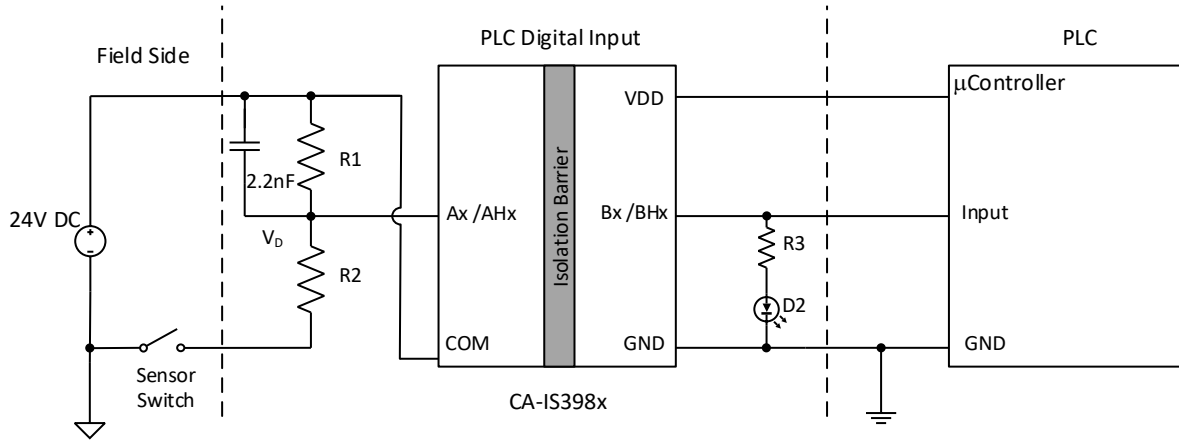 Field Side
PLC Digital Input
PLC
VDD
μController
R1
2.2nF
Isolation Barrier
Ax /AHx
Bx /BHx
Input
24V DC
VD
R3
R2
D2
COM
GND
GND
Sensor
Switch
CA-IS398x